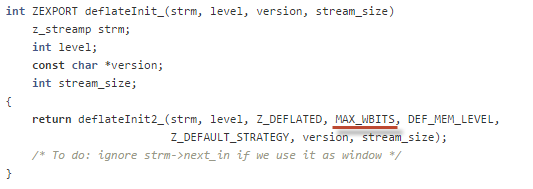 int ZEXPORT deflateInit_(strm, level, version, stream_size)
z_streamp strm;
int level;
const char *version;
int stream_size;
{
return deflateInit2_(strm, level, Z_DEFLATED, MAX_WBITS, DEF_MEM_LEVEL,
Z_DEFAULT_STRATEGY, version, stream_size);
/* To do: ignore strm->next_in if we use it as window */
}